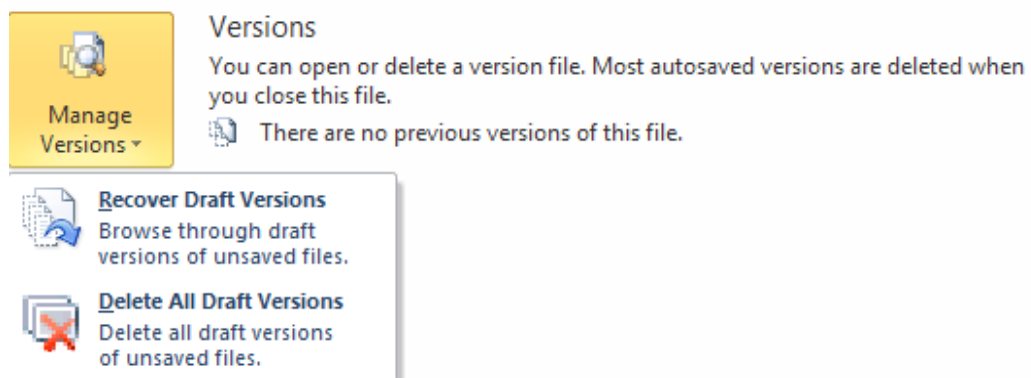 Versions
You can open or delete a version file. Most autosaved versions are deleted when
you close this file.
There are no previous versions of this file.
Manage
Versions
Recover Draft Versions
Browse through draft
versions of unsaved files.
Delete All Draft Versions
Delete all draft versions
of unsaved files.